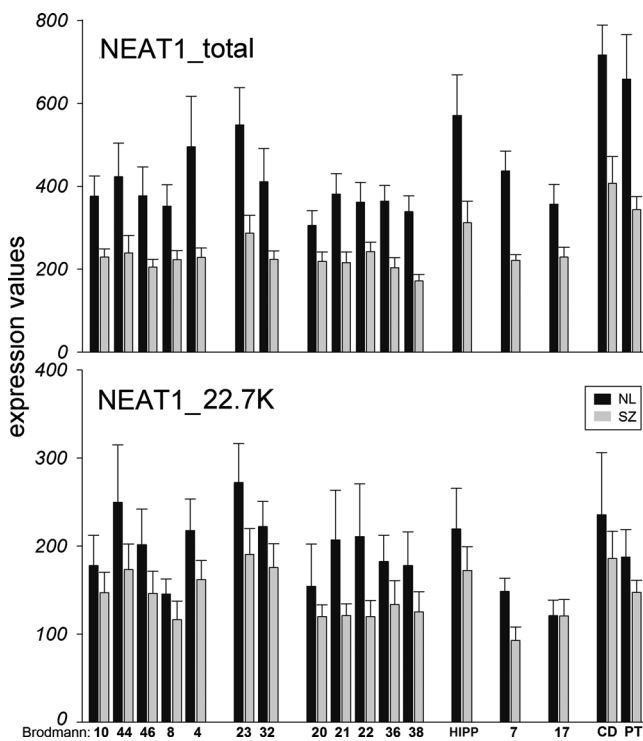 800
NEAT1_total
600
400
200
0
expression values
400
NEAT1_22.7K
NL
SZ
300
200
100
0
Brodmann: 10 44 46 8 4 23 32 20 21 22 36 38 HIPP 7 17 CD PT